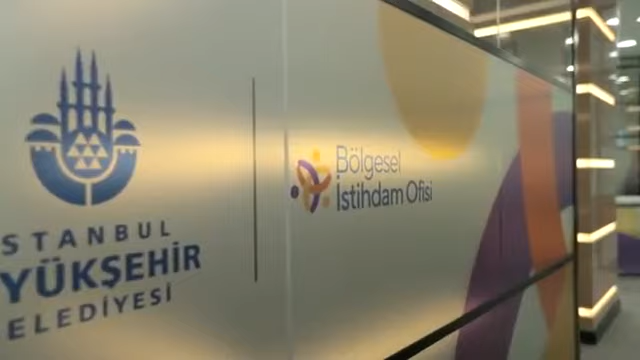 STANBUL
YÜKŞEHİR
ELEDİYESİ
Bölgesel
İstihdam Ofisi